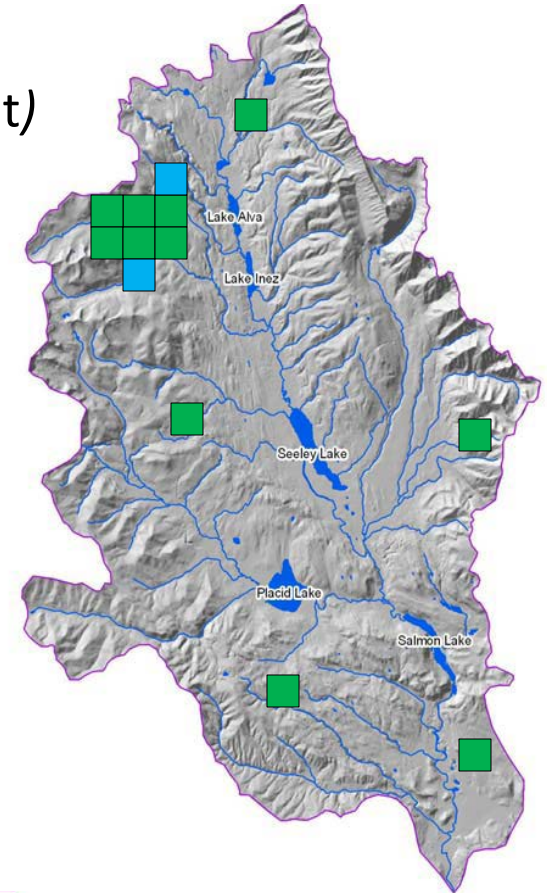 t)
Lake Alva
Lake Inez
Seeley Lake
Placid Lake
Salmon Lake